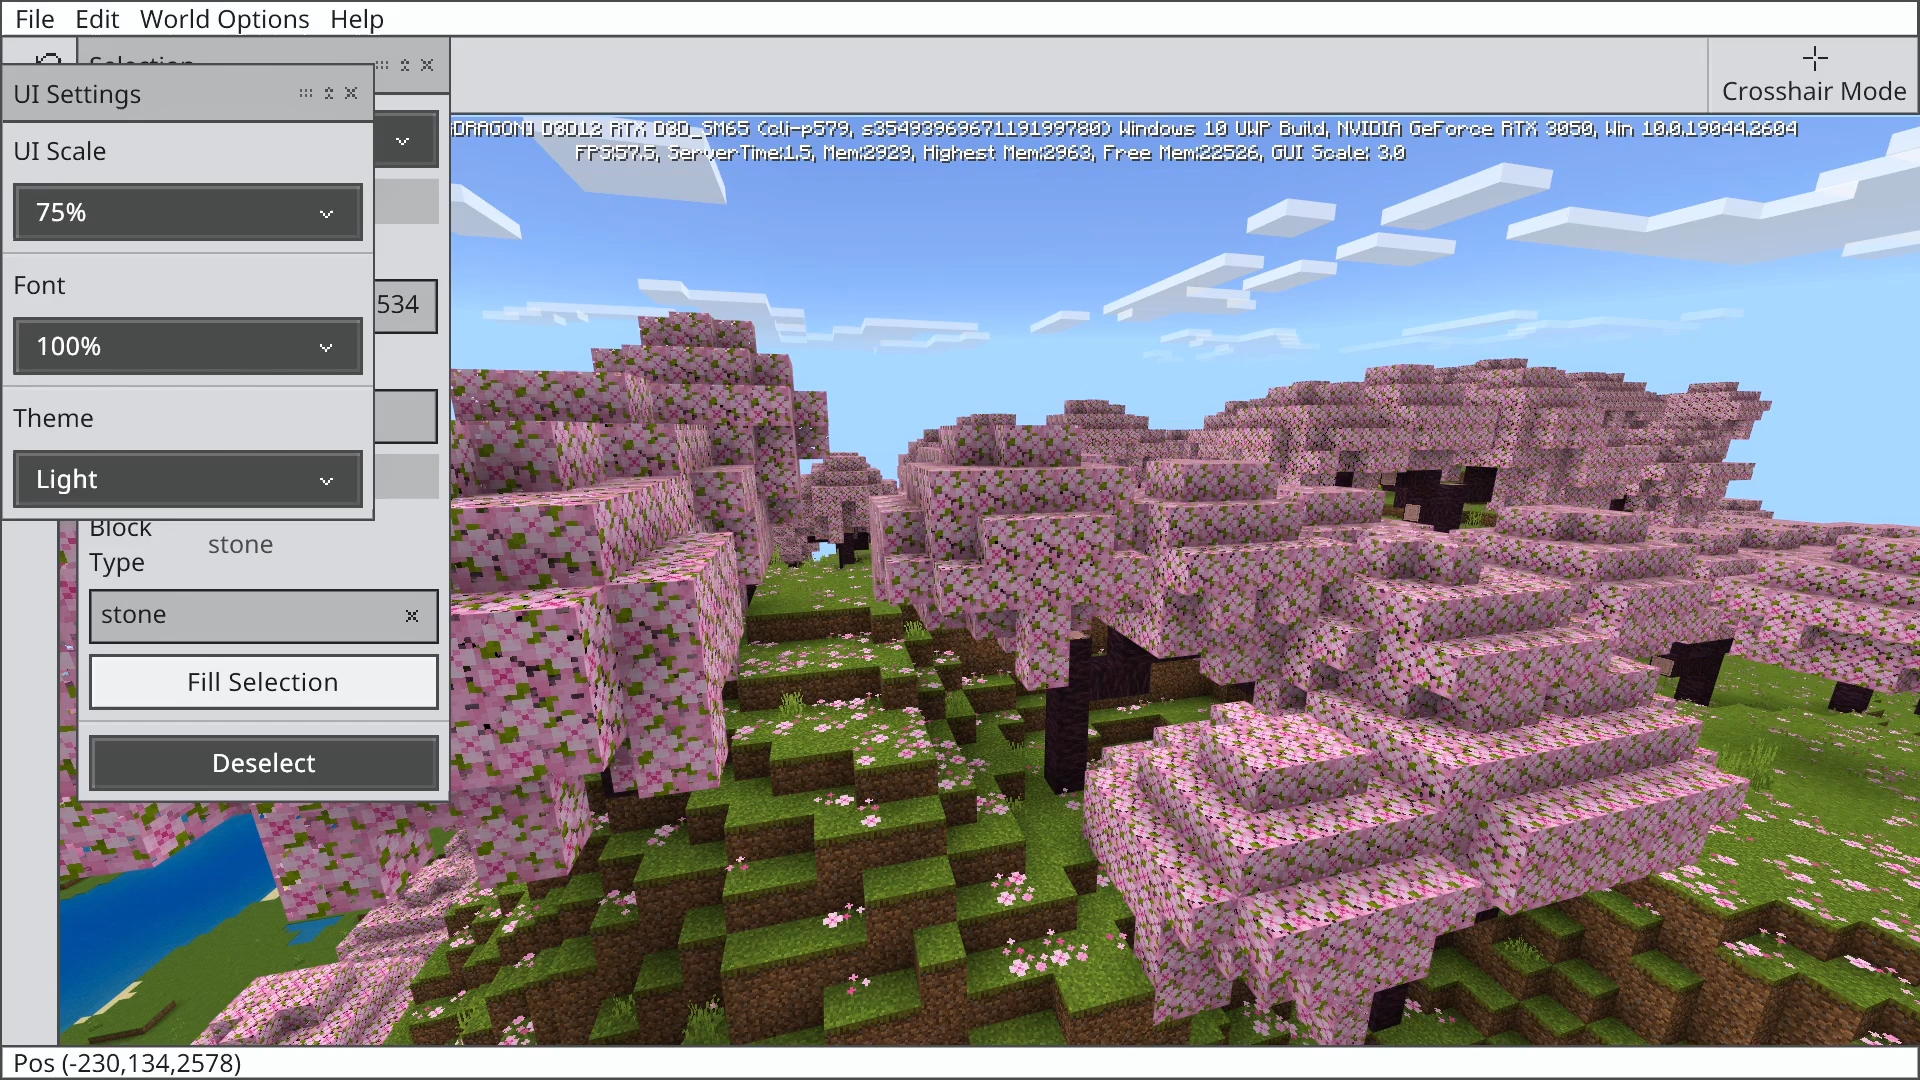 File Edit World Options Help
Selection
UI Settings
Crosshair Mode
DRAGON] D3D12 RTX D3D_SM65 (cli-p579, s35493969671191199780) Windows 10 UWP Build, NVIDIA GeForce RTX 3050, Win 10.0.19044.2604
FPS:57.5, ServerTime:1.5, Mem:2929, Highest Mem:2963, Free Mem:22526, GUI Scale: 3.0
UI Scale
75%
Font
534
100%
Theme
Light
Block
Type
stone
stone
Fill Selection
Deselect
Pos (-230,134,2578)